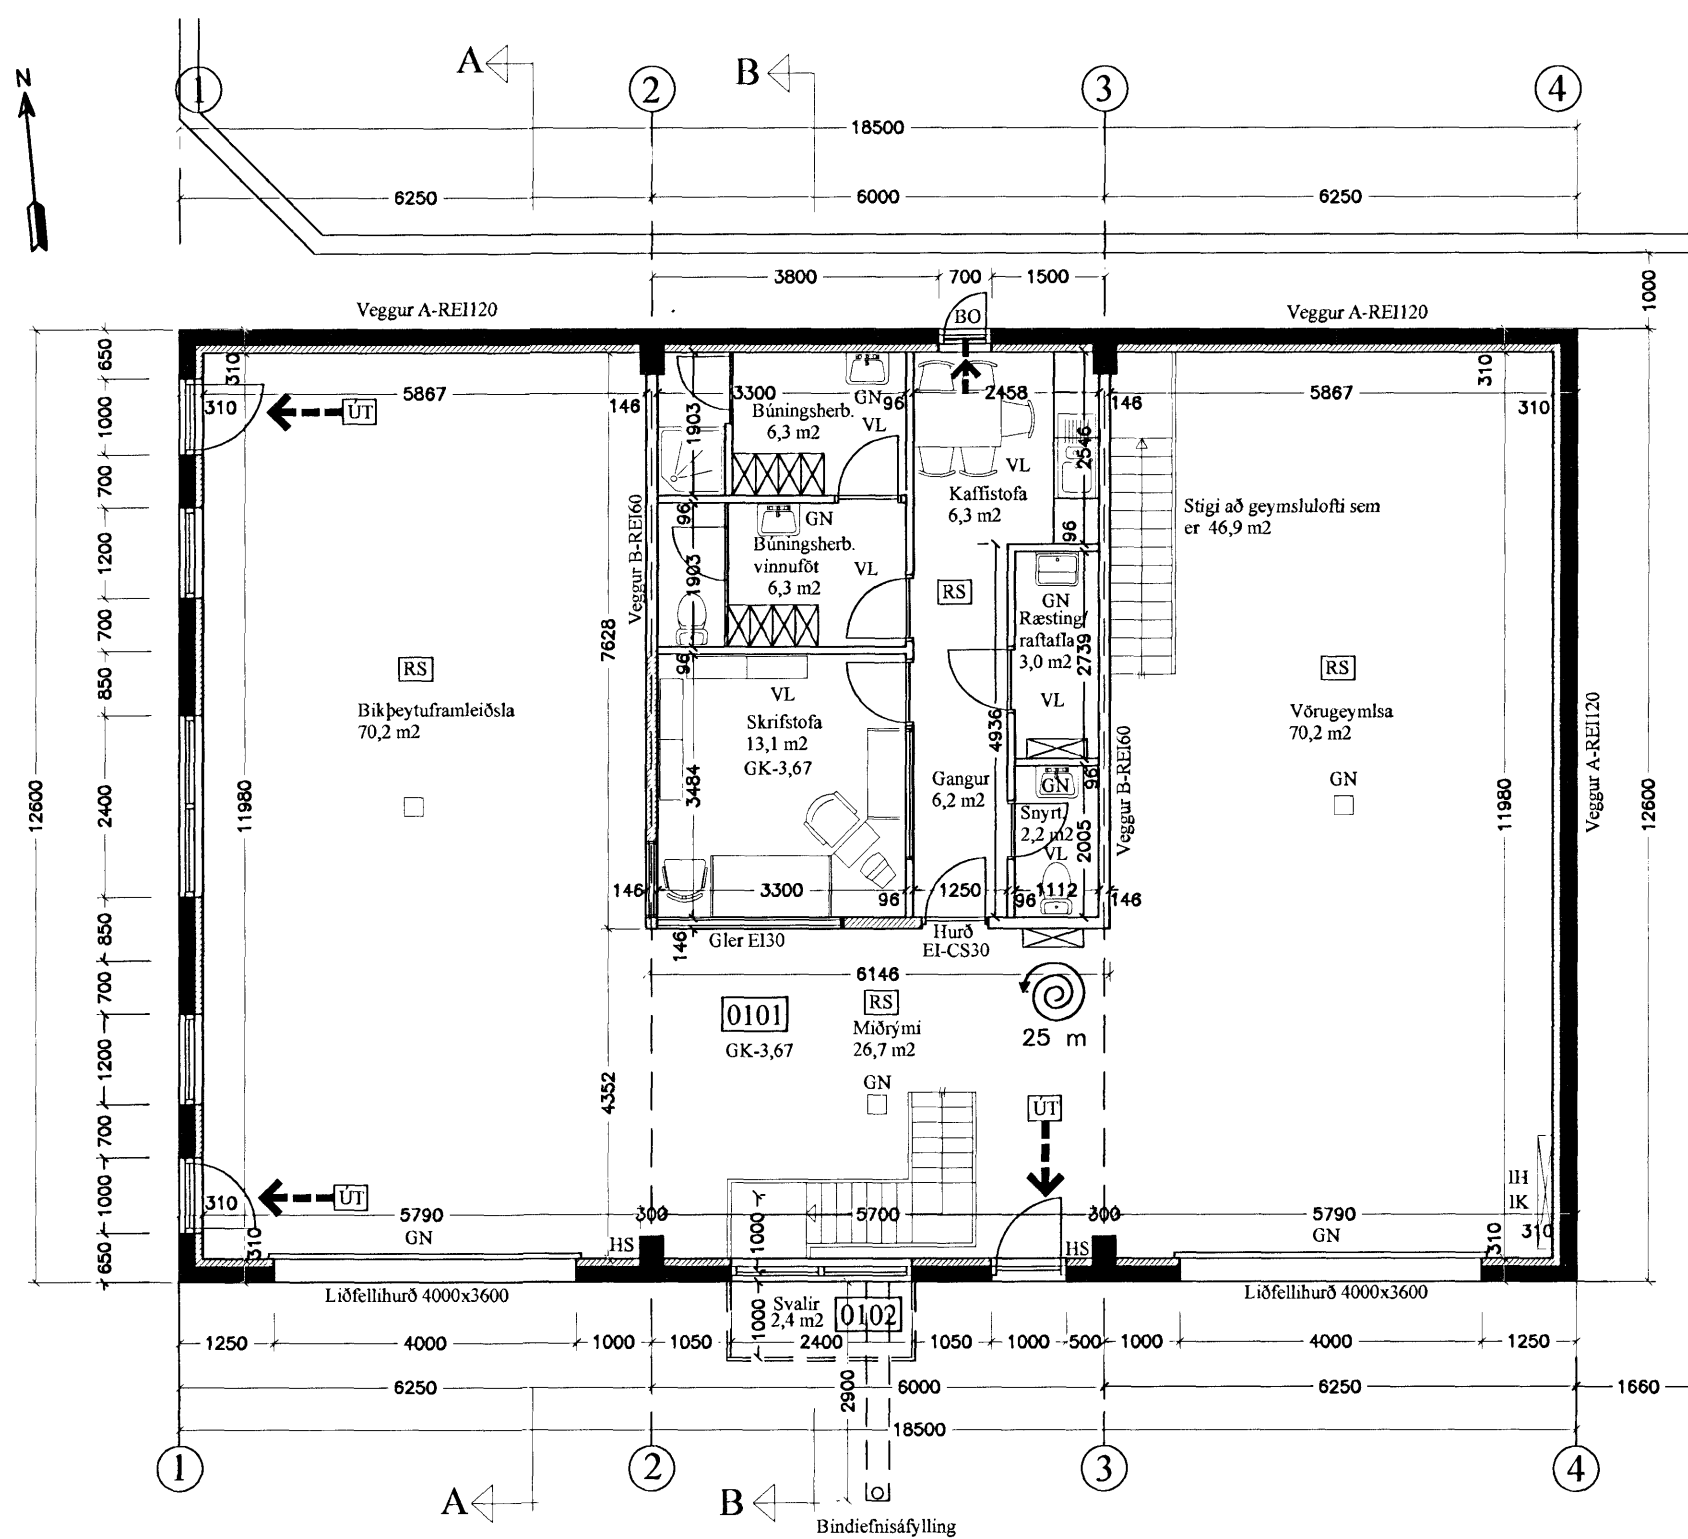 N
A
B
1
2
3
4
18500
6250
6000
6250
3800
700
1500
1000
Veggur A-REI120
BO
Veggur A-REI120
650
1000
700
1200
700
850
2400
850
700
1200
700
1000
650
12600
11980
310
310
5867
ÚT
146
3300
96
2458
146
5867
310
310
Búningsherb.
6,3 m2
GN
VL
1903
2546
VL
Kaffistofa
6,3 m2
Stigi að geymslulofti sem
er 46,9 m2
Veggur B-REI60
96
GN
Búningsherb.
vinnuföt
6,3 m2
VL
1903
96
RS
GN
Ræsting/
raftafla
3,0 m2
2739
VL
7628
96
RS
Bikþeytuframleiðsla
70,2 m2
VL
Skrifstofa
13,1 m2
GK-3,67
3484
4936
Gangur
6,2 m2
96
GN
Snyrt.
2,2 m2
VL
2005
Veggur B-REI60
RS
Vörugeymlsa
70,2 m2
GN
11980
Veggur A-REI120
12600
146
3300
96
1250
96
1112
146
146
Gler EI30
Hurð
EI-CS30
6146
0101
GK-3,67
RS
Miðrými
26,7 m2
GN
25 m
4352
ÚT
ÚT
310
310
5790
GN
300
HS
1000
5700
300
HS
5790
GN
IH
IK
310
310
Liðfellihurð 4000x3600
Svalir
2,4 m2
0102
1000
Liðfellihurð 4000x3600
1250
4000
1000
1050
2400
1050
1000
500
1000
4000
1250
6250
2900
6000
6250
1660
18500
1
2
3
4
A
B
Bindiefnisáfylling